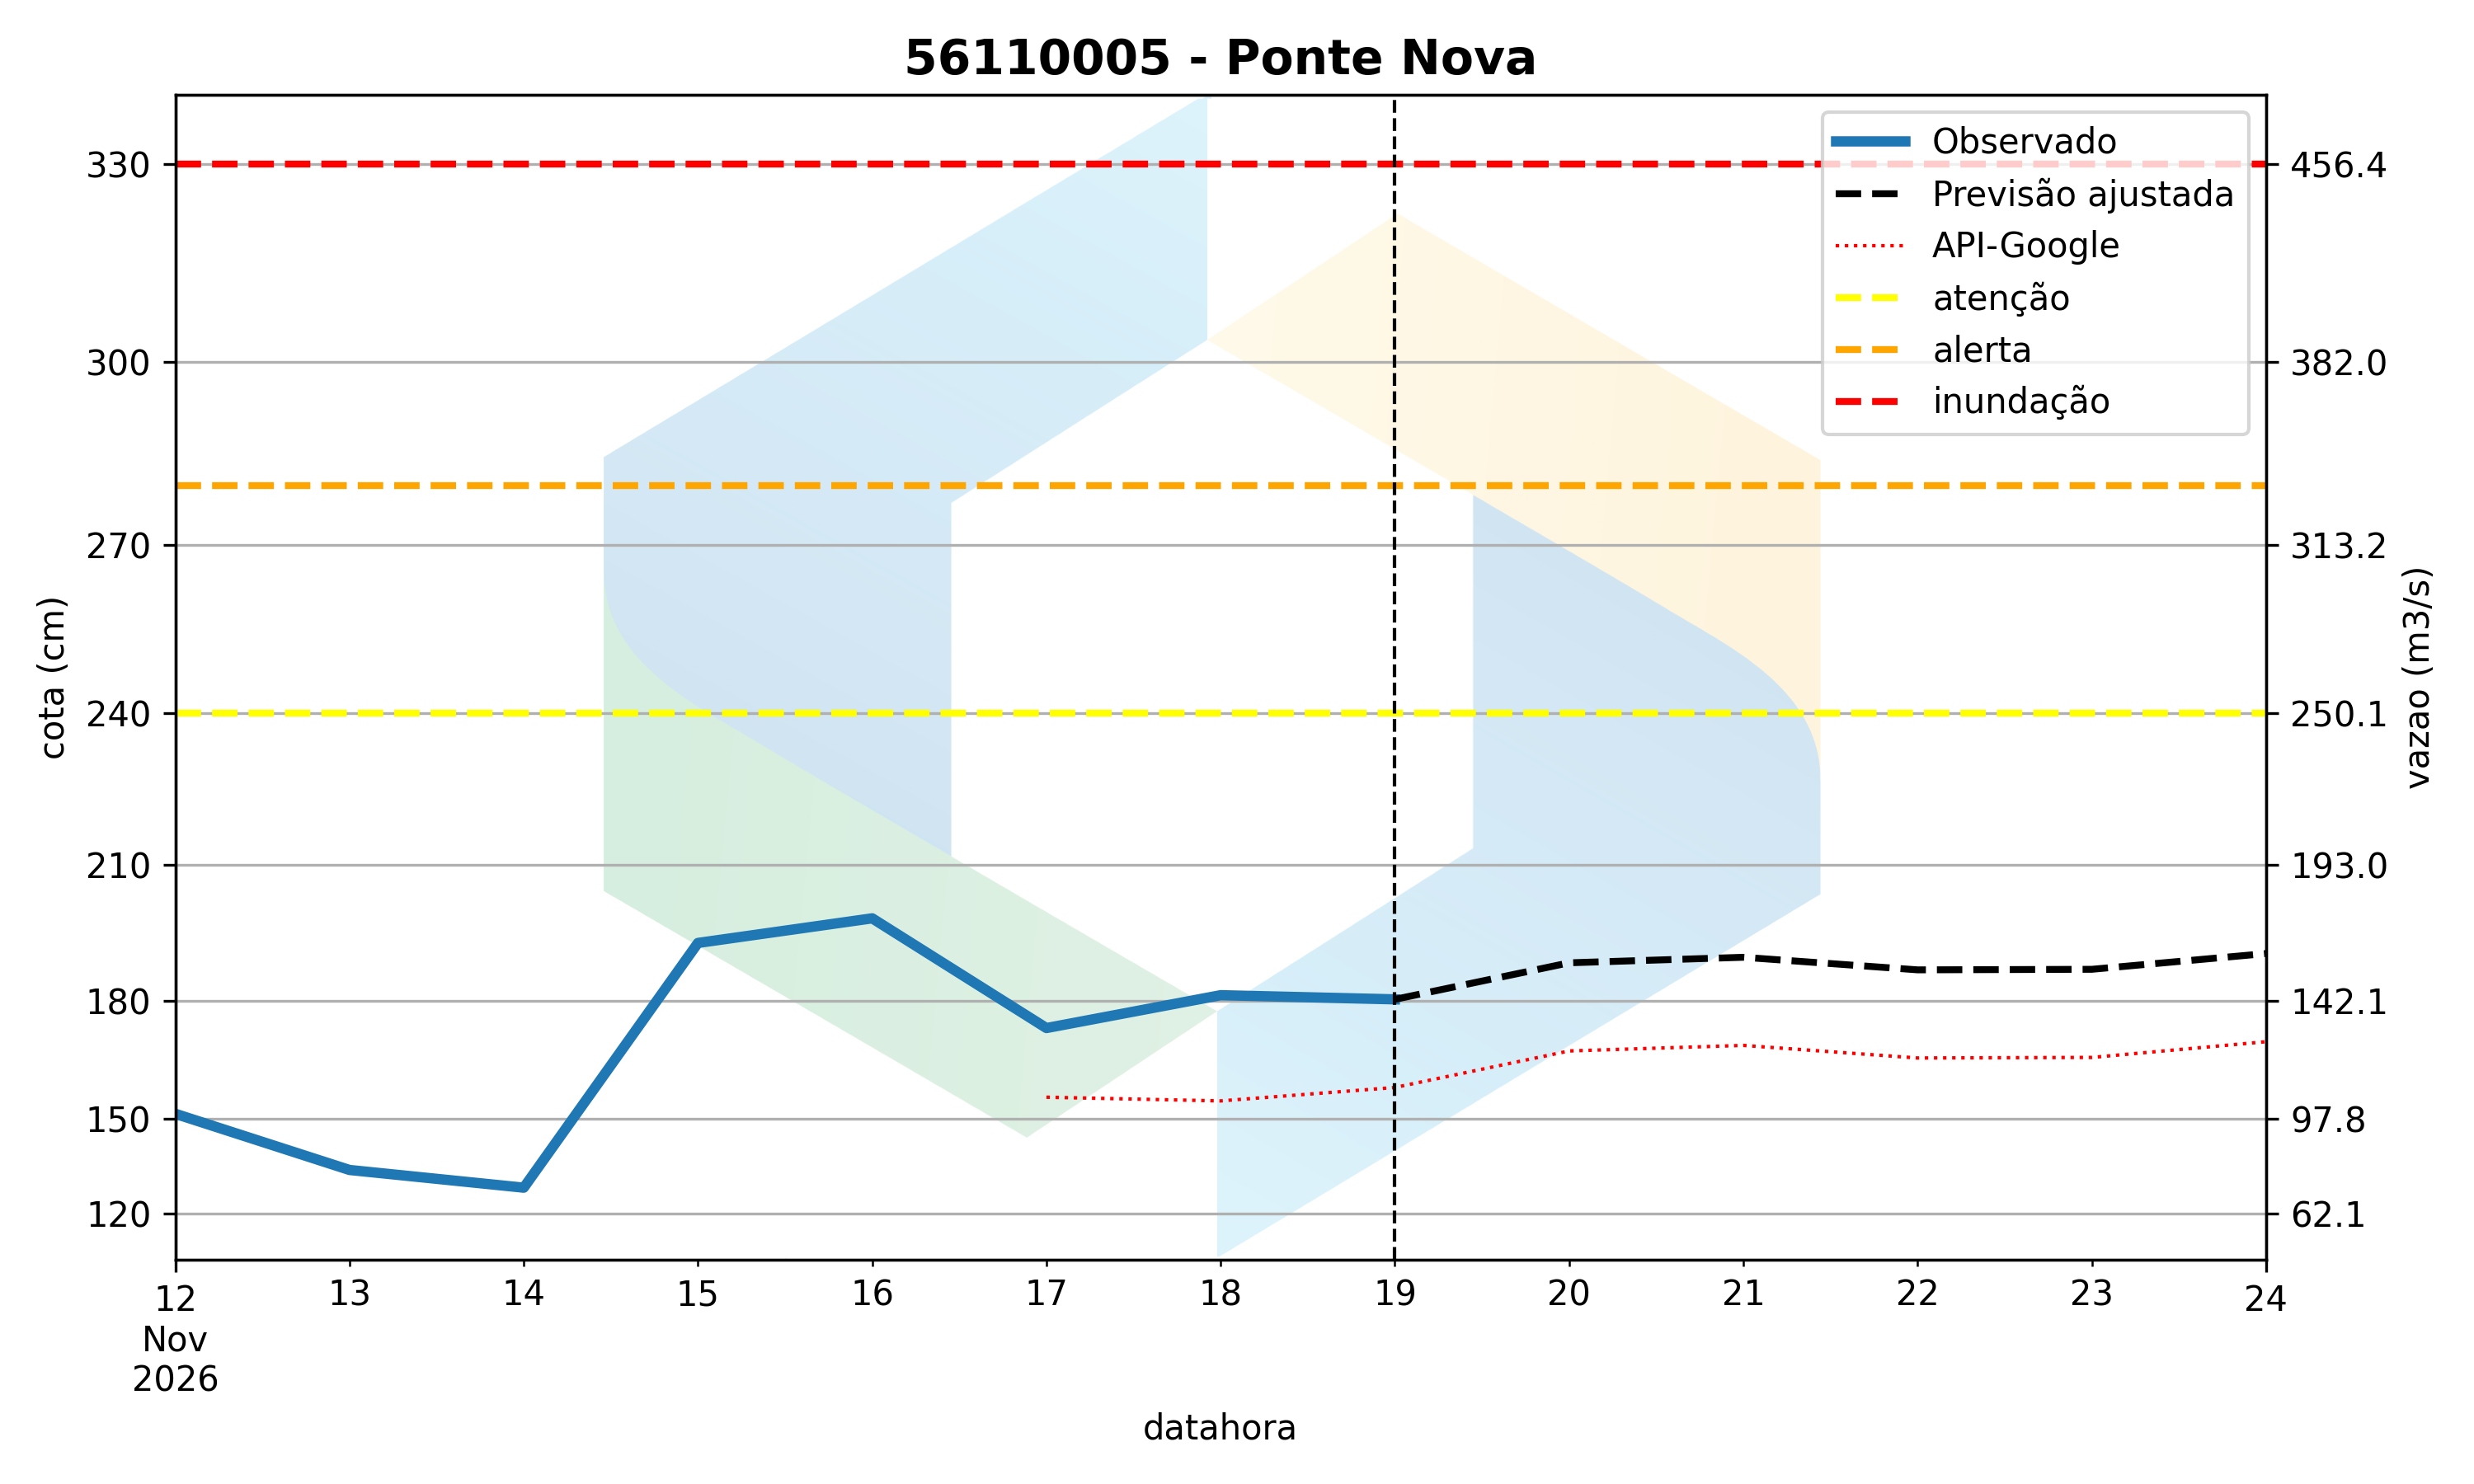 56110005 - Ponte Nova
Observado
Previsão ajustada
API-Google
atenção
alerta
inundação
cota (cm)
330
300
270
240
210
180
150
120
456.4
382.0
313.2
250.1
193.0
142.1
97.8
62.1
vazao (m3/s)
12 13 14 15 16 17 18 19 20 21 22 23 24
Nov
2026
datahora